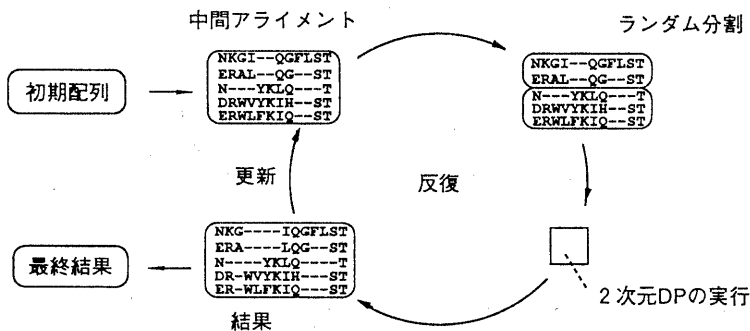 中間アライメント
NKGI--QGFLST
ERAL--QG--ST
N---YKLQ---T
DRWVYKIH--ST
ERWLFKIQ--ST
ランダム分割
NKGI--QGFLST
ERAL--QG--ST
N---YKLQ---T
DRWVYKIH--ST
ERWLFKIQ--ST
初期配列
更新
反復
NKG----IQGFLST
ERA----LQG--ST
N----YKLQ----T
DR-WVYKIH---ST
ER-WLFKIQ---ST
結果
最終結果
2次元DPの実行